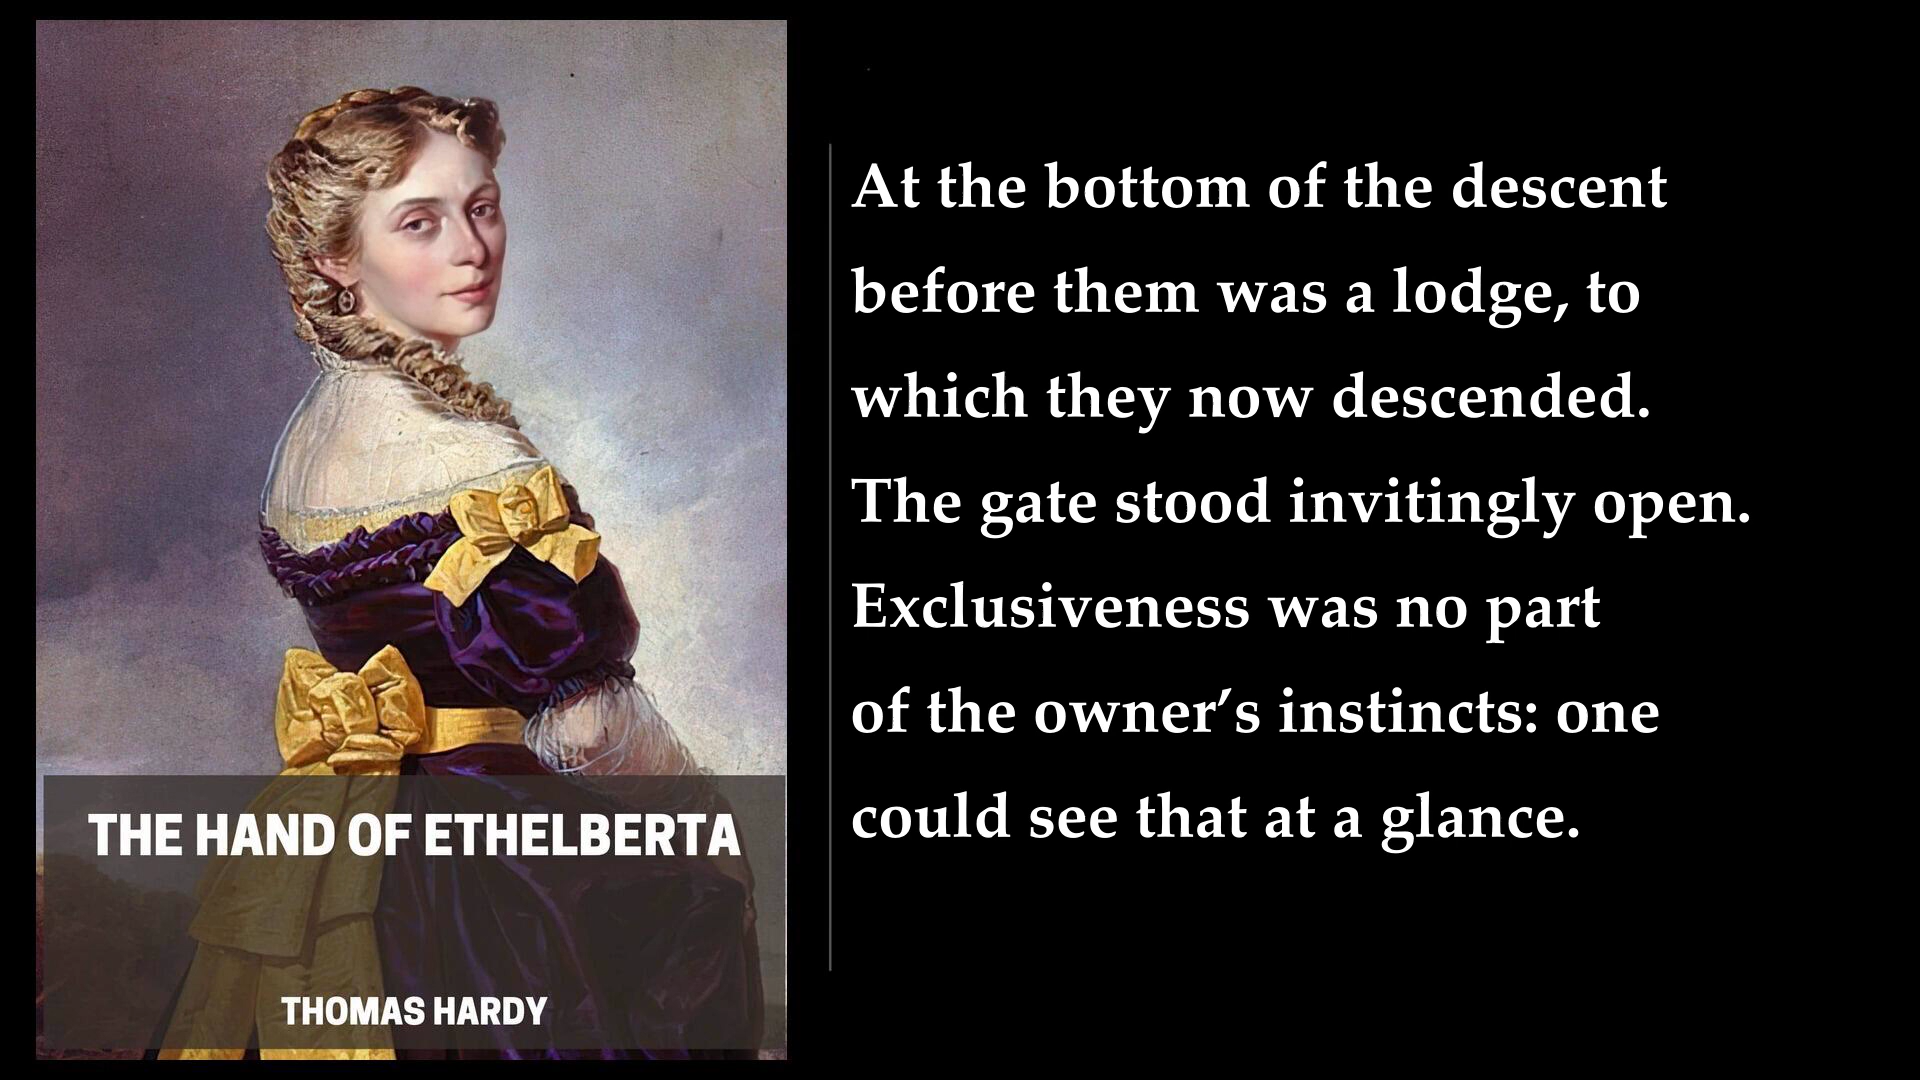 THE HAND OF ETHELBERTA
THOMAS HARDY
At the bottom of the descent
before them was a lodge, to
which they now descended.
The gate stood invitingly open.
Exclusiveness was no part
of the owner’s instincts: one
could see that at a glance.